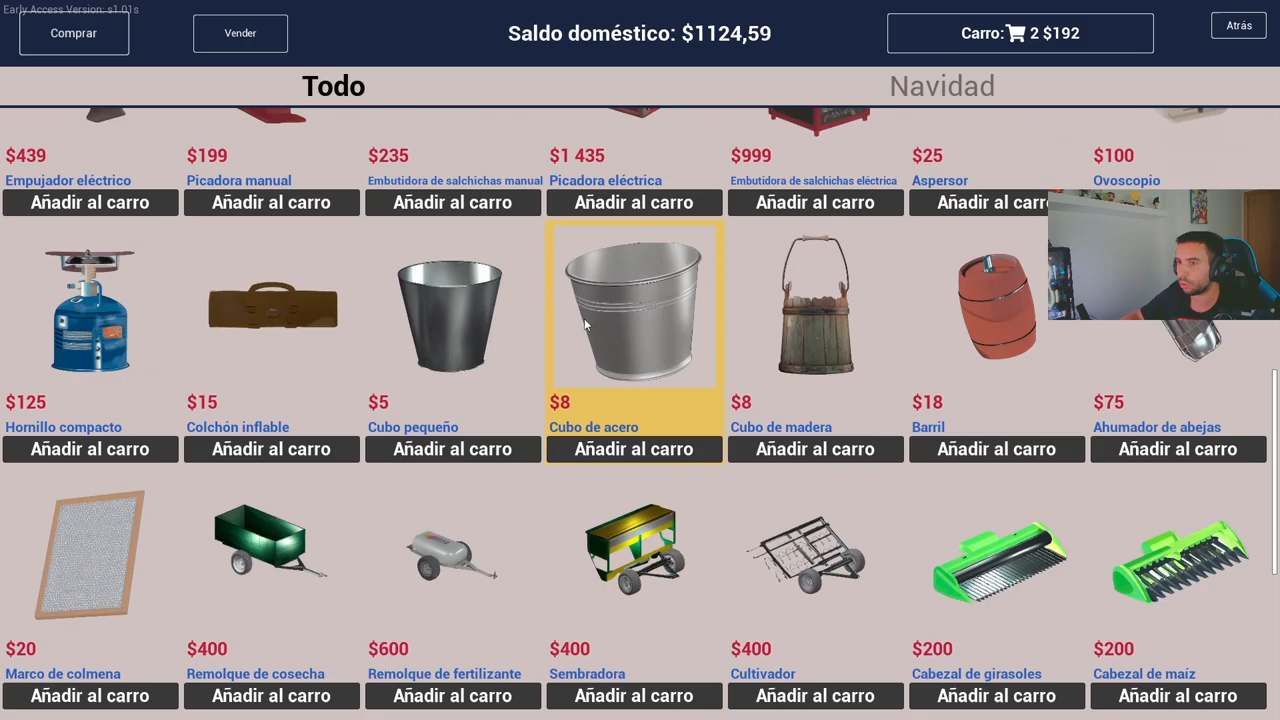 Early Access Version: s1.01s
Comprar
Vender
Saldo doméstico: $1124,59
Carro: 2 $192
Atrás
Todo
Navidad
$439
$199
$235
$1 435
$999
$25
$100
Empujador eléctrico
Picadora manual
Embutidora de salchichas manual
Picadora eléctrica
Embutidora de salchichas eléctrica
Aspersor
Ovoscopio
Añadir al carro
Añadir al carro
Añadir al carro
Añadir al carro
Añadir al carro
Añadir al carro
$125
$15
$5
$8
$8
$18
$75
Hornillo compacto
Colchón inflable
Cubo pequeño
Cubo de acero
Cubo de madera
Barril
Ahumador de abejas
Añadir al carro
Añadir al carro
Añadir al carro
Añadir al carro
Añadir al carro
Añadir al carro
Añadir al carro
$20
$400
$600
$400
$400
$200
$200
Marco de colmena
Remolque de cosecha
Remolque de fertilizante
Sembradora
Cultivador
Cabezal de girasoles
Cabezal de maíz
Añadir al carro
Añadir al carro
Añadir al carro
Añadir al carro
Añadir al carro
Añadir al carro
Añadir al carro